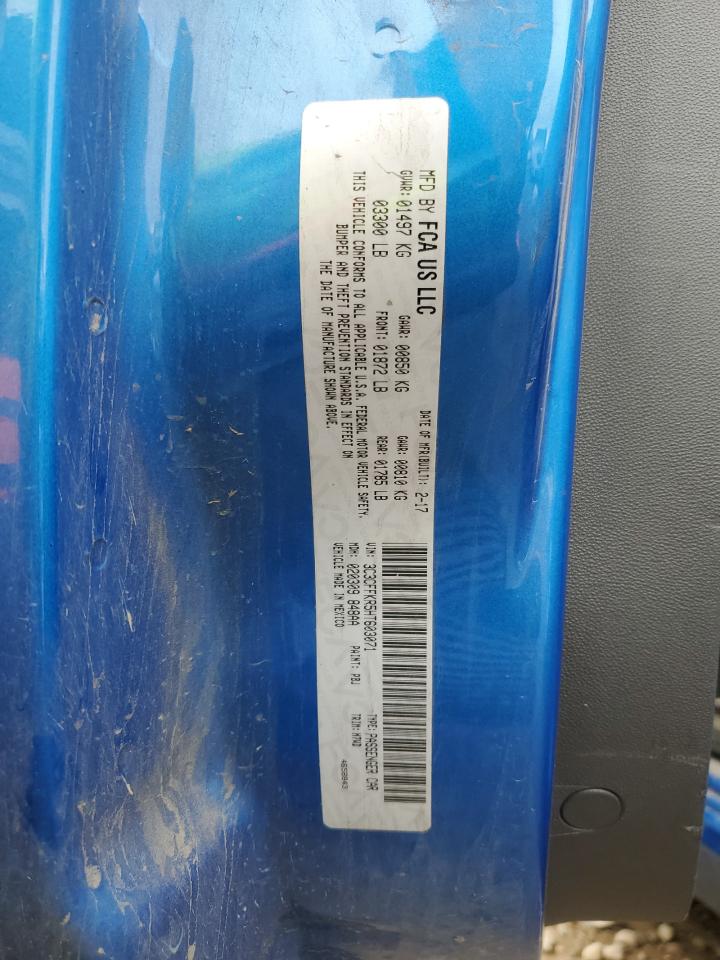 MFD BY FCA US LLC
DATE OF MFR(BUILT): 2-17
GVWR: 01497 KG GAWR: 00850 KG GAWR: 00810 KG
03300 LB FRONT: 01872 LB REAR: 01785 LB
THIS VEHICLE CONFORMS TO ALL APPLICABLE U.S.A. FEDERAL MOTOR VEHICLE SAFETY,
BUMPER AND THEFT PREVENTION STANDARDS IN EFFECT ON
THE DATE OF MANUFACTURE SHOWN ABOVE.
VIN: 3C3CFFKR5HT603071 TYPE: PASSENGER CAR
MDH: 020309 848AA PAINT: PBJ TRIM:
VEHICLE MADE IN MEXICO